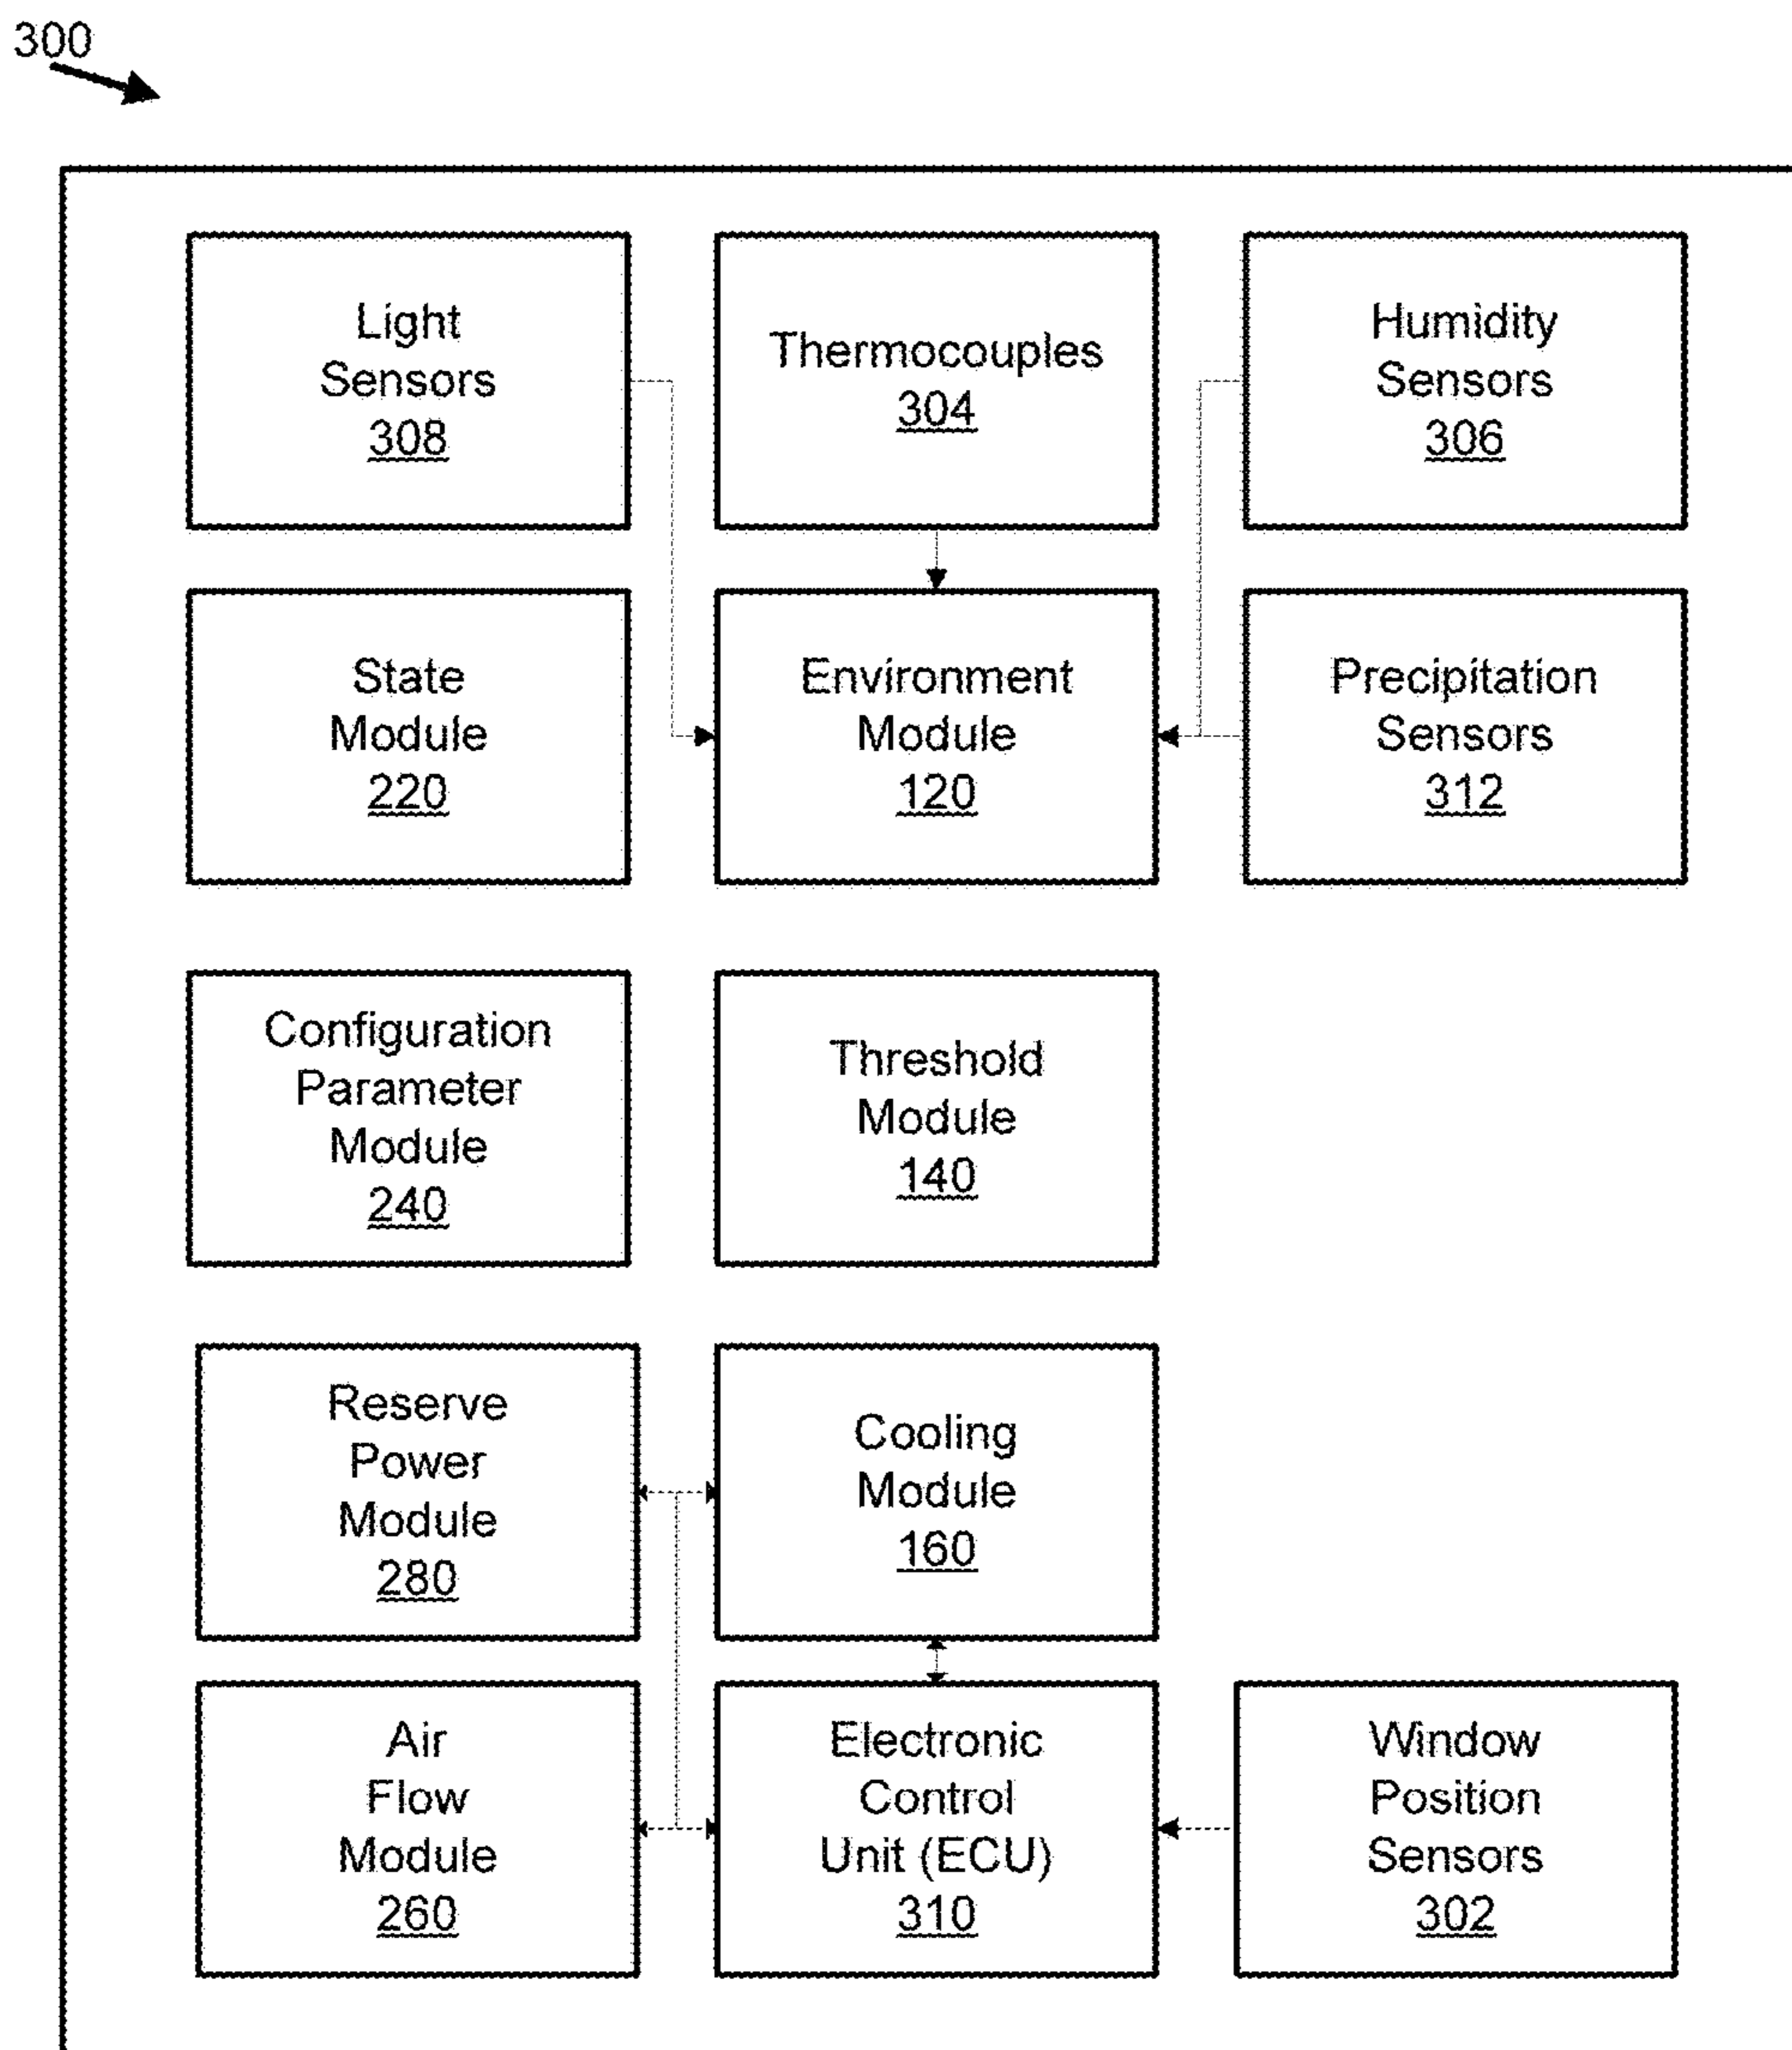 300
Light
Sensors
308
Thermocouples
304
Humidity
Sensors
306
State
Module
220
Environment
Module
120
Precipitation
Sensors
312
Configuration
Parameter
Module
240
Threshold
Module
140
Reserve
Power
Module
280
Cooling
Module
160
Air
Flow
Module
260
Electronic
Control
Unit (ECU)
310
Window
Position
Sensors
302